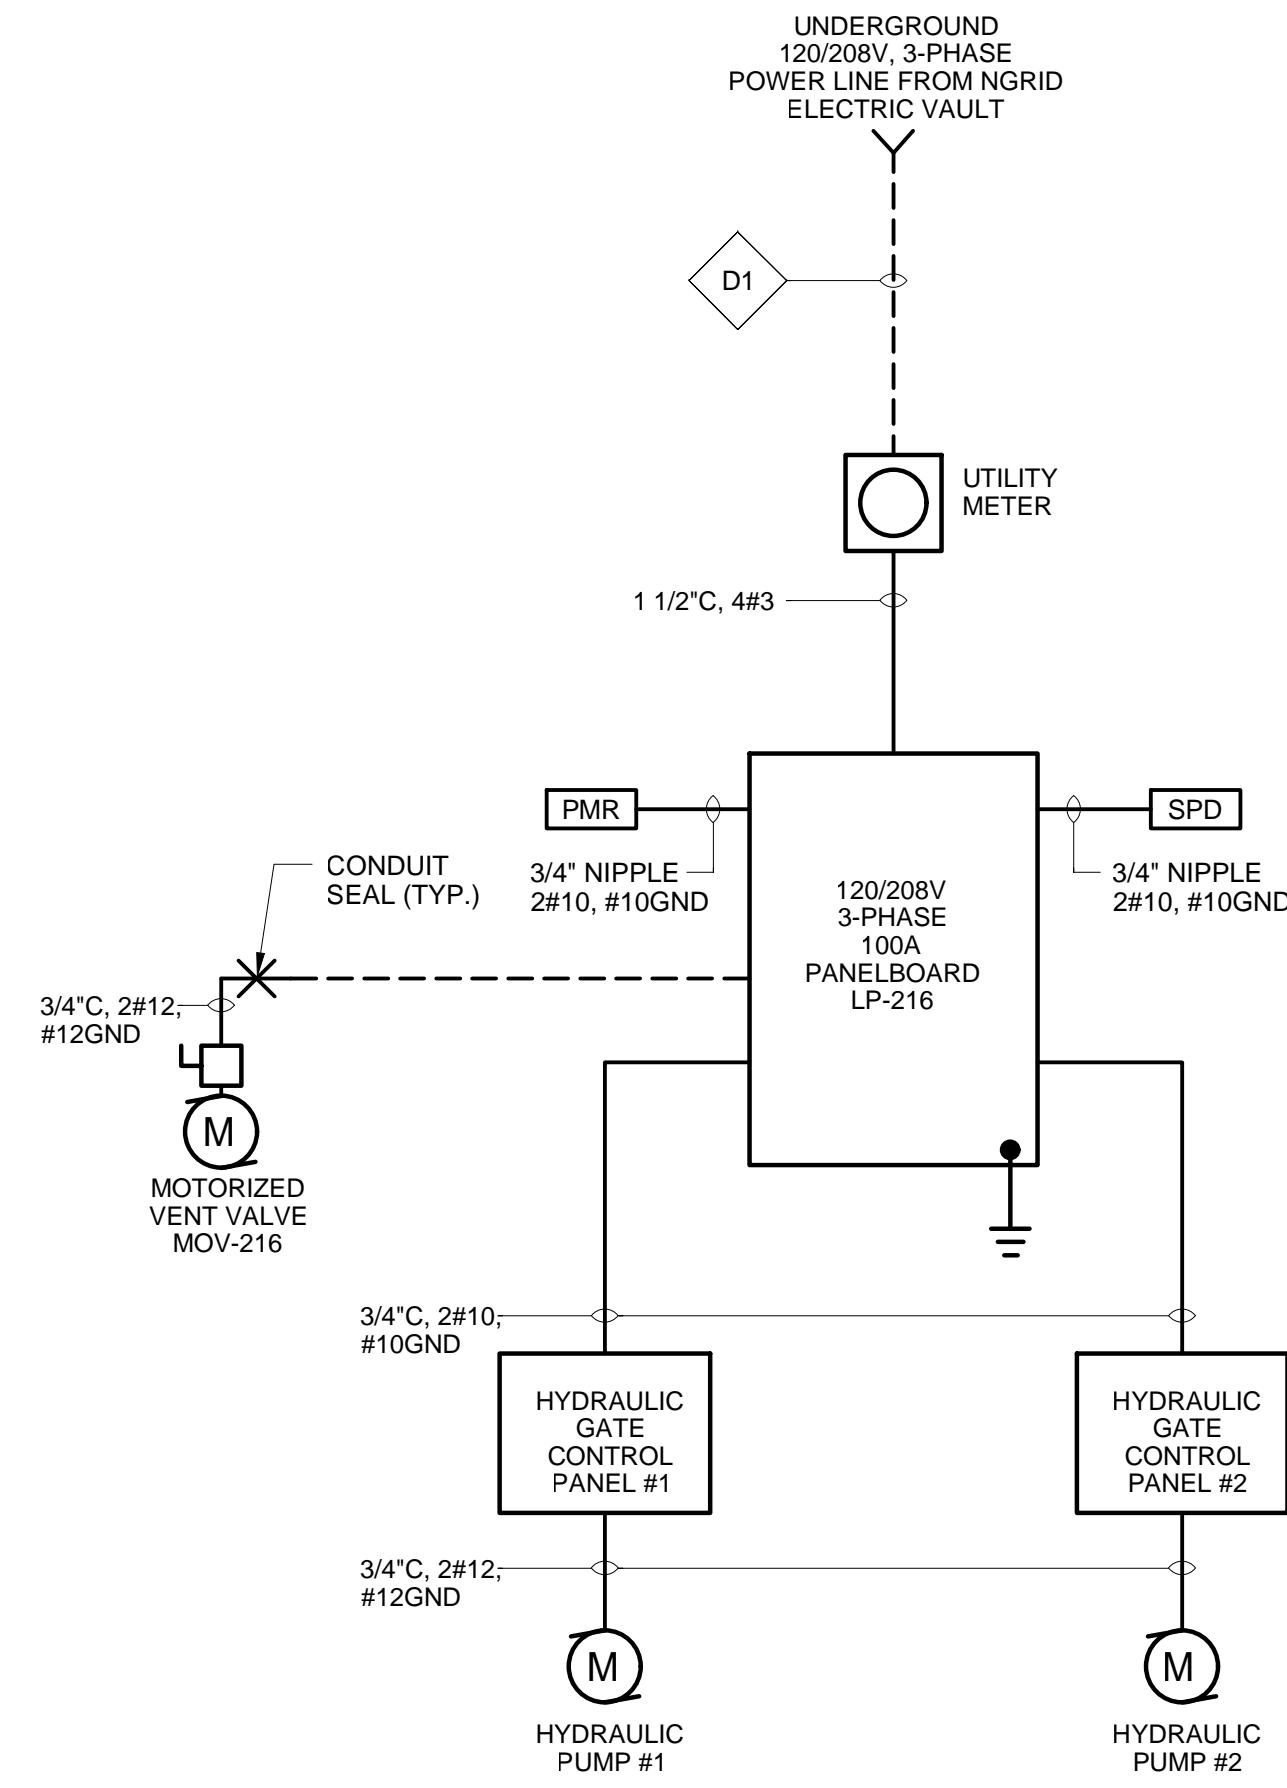 UNDERGROUND
120/208V, 3-PHASE
POWER LINE FROM NGRID
ELECTRIC VAULT
D1
UTILITY
METER
1 1/2"C, 4#3
PMR
SPD
3/4" NIPPLE
2#10, #10GND
3/4" NIPPLE
2#10, #10GND
CONDUIT
SEAL (TYP.)
120/208V
3-PHASE
100A
PANELBOARD
LP-216
3/4"C, 2#12,
#12GND
M
MOTORIZED
VENT VALVE
MOV-216
3/4"C, 2#10,
#10GND
HYDRAULIC
GATE
CONTROL
PANEL #1
HYDRAULIC
GATE
CONTROL
PANEL #2
3/4"C, 2#12,
#12GND
M
M
HYDRAULIC
PUMP #1
HYDRAULIC
PUMP #2